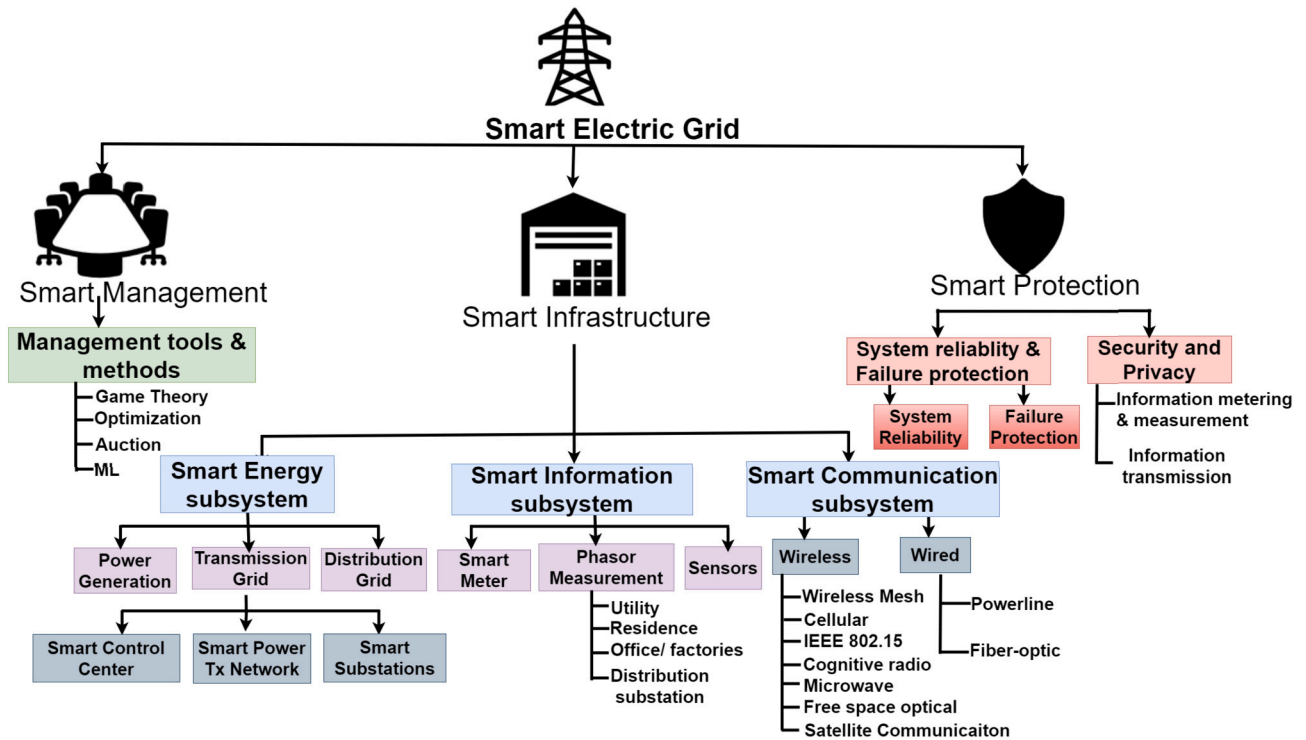 Smart Electric Grid
Smart Management
Smart Infrastructure
Smart Protection
Management tools &
methods
Game Theory
Optimization
Auction
ML
System reliablity &
Failure protection
System
Reliability
Failure
Protection
Security and
Privacy
Information metering
& measurement
Information
transmission
Smart Energy
subsystem
Smart Information
subsystem
Smart Communication
subsystem
Power
Generation
Transmission
Grid
Distribution
Grid
Smart Control
Center
Smart Power
Tx Network
Smart
Substations
Smart
Meter
Phasor
Measurement
Sensors
Utility
Residence
Office/ factories
Distribution
substation
Wireless
Wired
Wireless Mesh
Cellular
IEEE 802.15
Cognitive radio
Microwave
Free space optical
Satellite Communicaiton
Powerline
Fiber-optic